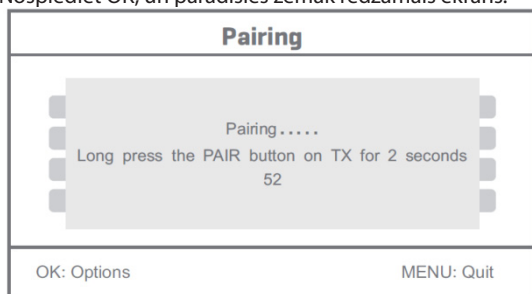 Nospiediet OK, un parādīsies zemāk redzamais ekrāns.
Pairing
Pairing.....
Long press the PAIR button on TX for 2 seconds
52
OK: Options
MENU: Quit